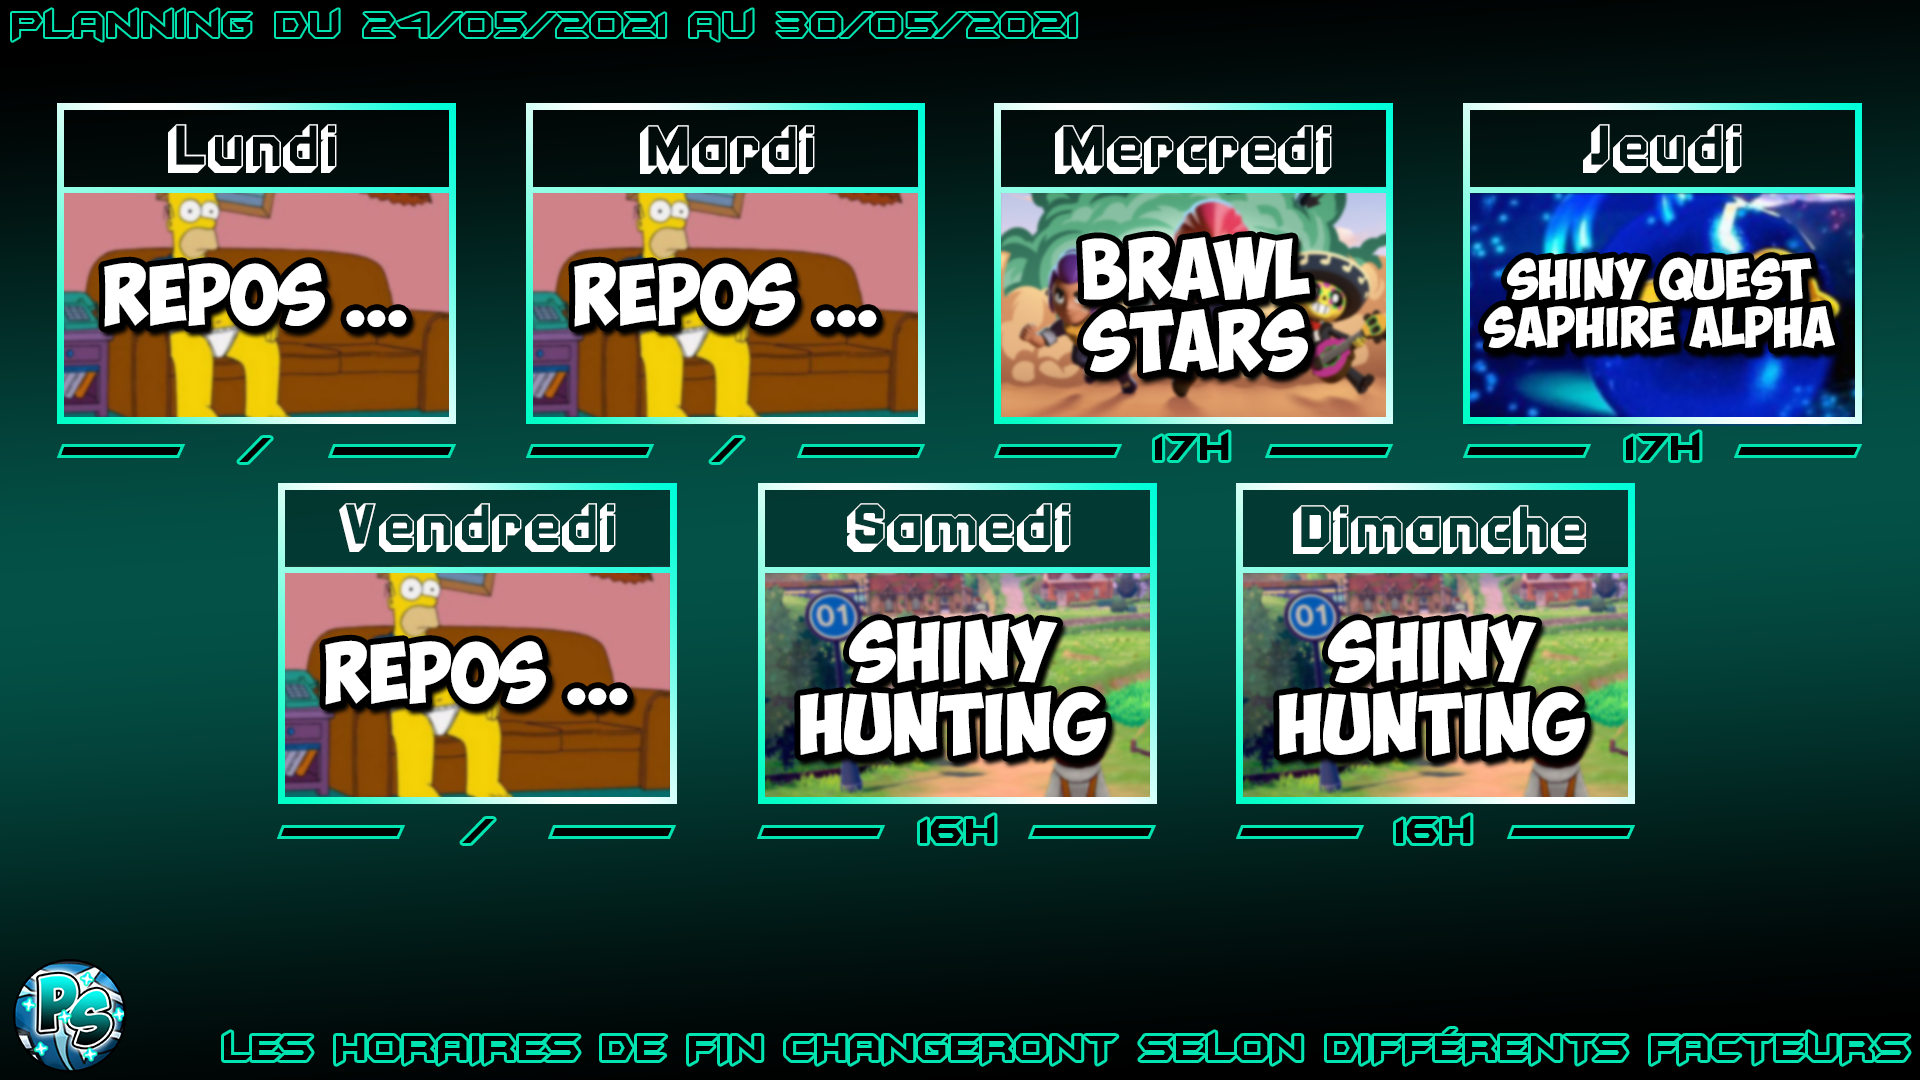 PLANNING DU 24/05/2021 AU 30/05/2021
Lundi
REPOS ...
/
Mardi
REPOS ...
/
Mercredi
BRAWL
STARS
17H
Jeudi
SHINY QUEST
SAPHIRE ALPHA
17H
Vendredi
REPOS ...
/
Samedi
01
SHINY
HUNTING
16H
Dimanche
01
SHINY
HUNTING
16H
PS
LES HORAIRES DE FIN CHANGERONT SELON DIFFÉRENTS FACTEURS